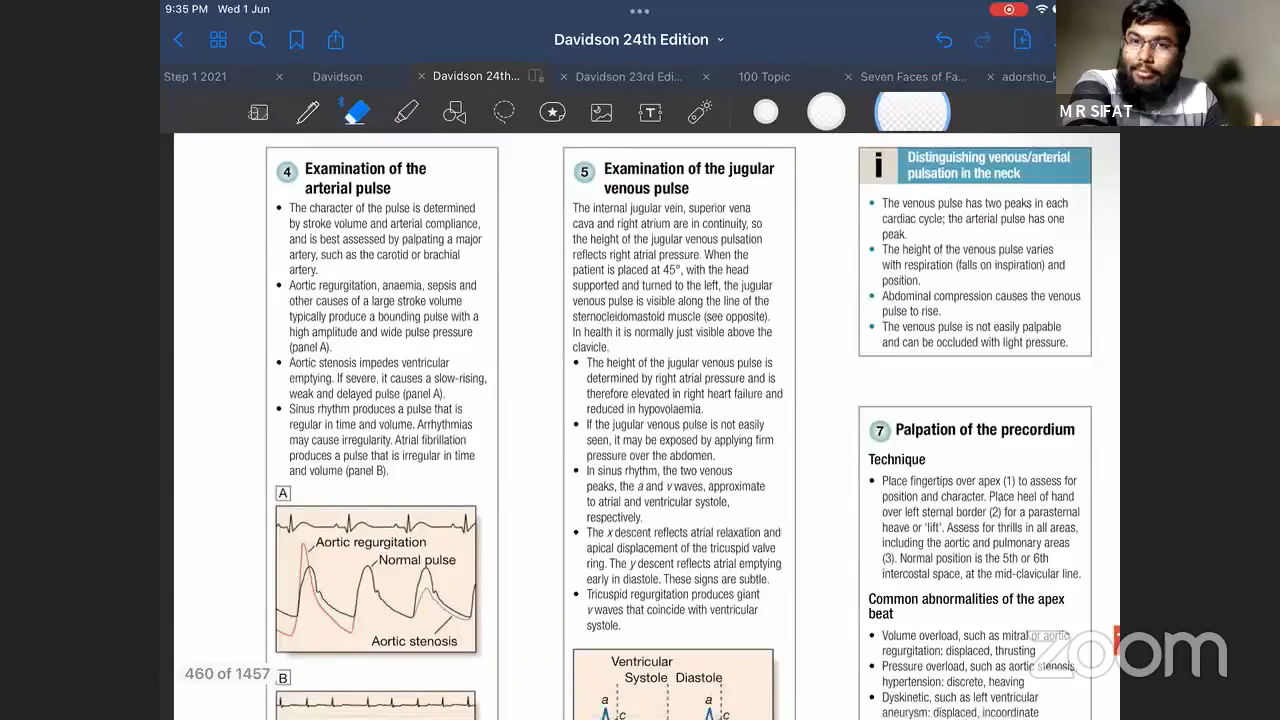 9:35 PM Wed 1 Jun
Davidson 24th Edition
Step 1 2021
Davidson
Davidson 24th...
Davidson 23rd Edi...
100 Topic
Seven Faces of Fa...
M R SIFAT
4 Examination of the
arterial pulse
• The character of the pulse is determined
by stroke volume and arterial compliance,
and is best assessed by palpating a major
artery, such as the carotid or brachial
artery.
• Aortic regurgitation, anaemia, sepsis and
other causes of a large stroke volume
typically produce a bounding pulse with a
high amplitude and wide pulse pressure
(panel A).
• Aortic stenosis impedes ventricular
emptying. If severe, it causes a slow-rising,
weak and delayed pulse (panel A).
• Sinus rhythm produces a pulse that is
regular in time and volume. Arrhythmias
may cause irregularity. Atrial fibrillation
produces a pulse that is irregular in time
and volume (panel B).
A
Aortic regurgitation
Normal pulse
Aortic stenosis
460 of 1457
B
5 Examination of the jugular
venous pulse
The internal jugular vein, superior vena
cava and right atrium are in continuity, so
the height of the jugular venous pulsation
reflects right atrial pressure. When the
patient is placed at 45°, with the head
supported and turned to the left, the jugular
venous pulse is visible along the line of the
sternocleidomastoid muscle (see opposite).
In health it is normally just visible above the
clavicle.
• The height of the jugular venous pulse is
determined by right atrial pressure and is
therefore elevated in right heart failure and
reduced in hypovolaemia.
• If the jugular venous pulse is not easily
seen, it may be exposed by applying firm
pressure over the abdomen.
• In sinus rhythm, the two venous
peaks, the a and v waves, approximate
to atrial and ventricular systole,
respectively.
• The x descent reflects atrial relaxation and
apical displacement of the tricuspid valve
ring. The y descent reflects atrial emptying
early in diastole. These signs are subtle.
• Tricuspid regurgitation produces giant
v waves that coincide with ventricular
systole.
Ventricular
Systole Diastole
a
c
a
c
i
Distinguishing venous/arterial
pulsation in the neck
• The venous pulse has two peaks in each
cardiac cycle; the arterial pulse has one
peak.
• The height of the venous pulse varies
with respiration (falls on inspiration) and
position.
• Abdominal compression causes the venous
pulse to rise.
• The venous pulse is not easily palpable
and can be occluded with light pressure.
7 Palpation of the precordium
Technique
• Place fingertips over apex (1) to assess for
position and character. Place heel of hand
over left sternal border (2) for a parasternal
heave or 'lift'. Assess for thrills in all areas,
including the aortic and pulmonary areas
(3). Normal position is the 5th or 6th
intercostal space, at the mid-clavicular line.
Common abnormalities of the apex
beat
• Volume overload, such as mitral or aortic
regurgitation: displaced, thrusting
• Pressure overload, such as aortic stenosis,
hypertension: discrete, heaving
• Dyskinetic, such as left ventricular
aneurysm: displaced, incoordinate
zoom